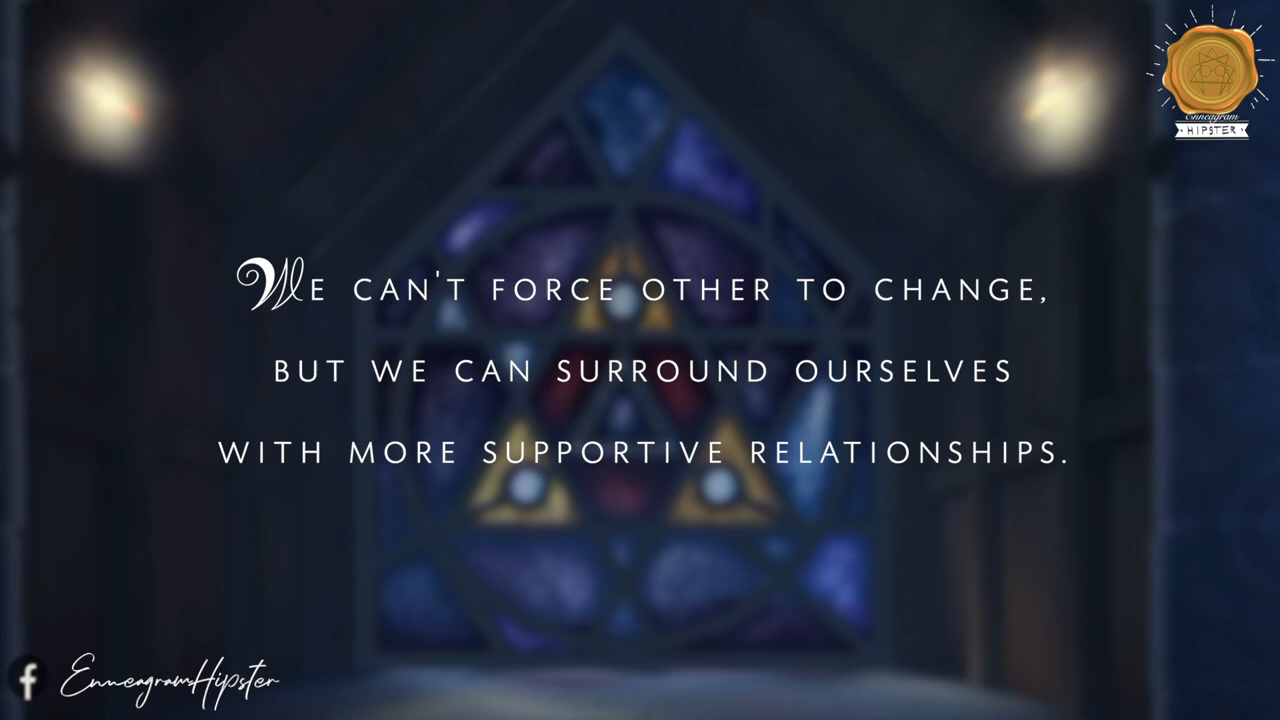 Enneagram
HIPSTER
WE CAN'T FORCE OTHER TO CHANGE,
BUT WE CAN SURROUND OURSELVES
WITH MORE SUPPORTIVE RELATIONSHIPS.
f EnneagramHipster